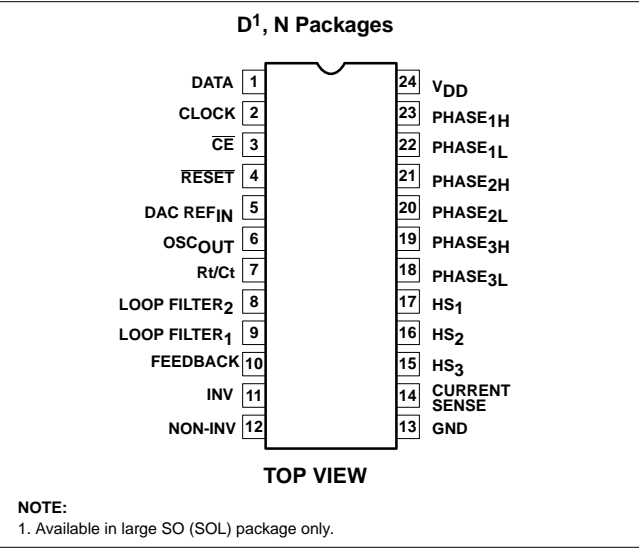 D1, N Packages
DATA 1 24 VDD
CLOCK 2 23 PHASE1H
CE 3 22 PHASE1L
RESET 4 21 PHASE2H
DAC REFIN 5 20 PHASE2L
OSCOUT 6 19 PHASE3H
Rt/Ct 7 18 PHASE3L
LOOP FILTER2 8 17 HS1
LOOP FILTER1 9 16 HS2
FEEDBACK 10 15 HS3
INV 11 14 CURRENT SENSE
NON-INV 12 13 GND
TOP VIEW
NOTE:
1. Available in large SO (SOL) package only.